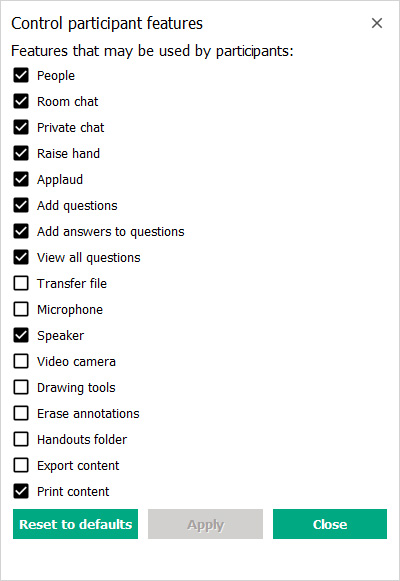 Control participant features
Features that may be used by participants:
People
Room chat
Private chat
Raise hand
Applaud
Add questions
Add answers to questions
View all questions
Transfer file
Microphone
Speaker
Video camera
Drawing tools
Erase annotations
Handouts folder
Export content
Print content
Reset to defaults Apply Close